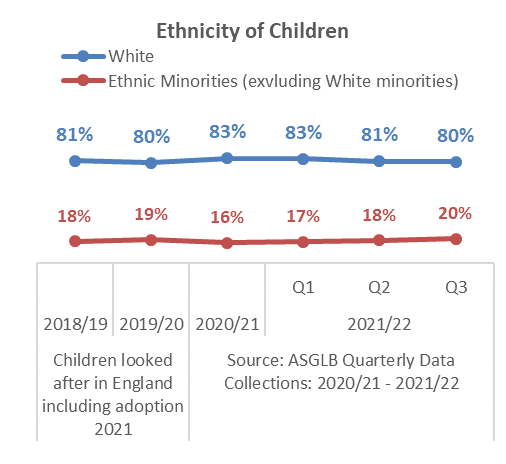 Ethnicity of Children
White
Ethnic Minorities (exvluding White minorities)
81% 80% 83% 83% 81% 80%
18% 19% 16% 17% 18% 20%
Q1 Q2 Q3
2018/19 2019/20 2020/21 2021/22
Children looked
after in England
including adoption
2021
Source: ASGLB Quarterly Data
Collections: 2020/21 - 2021/22